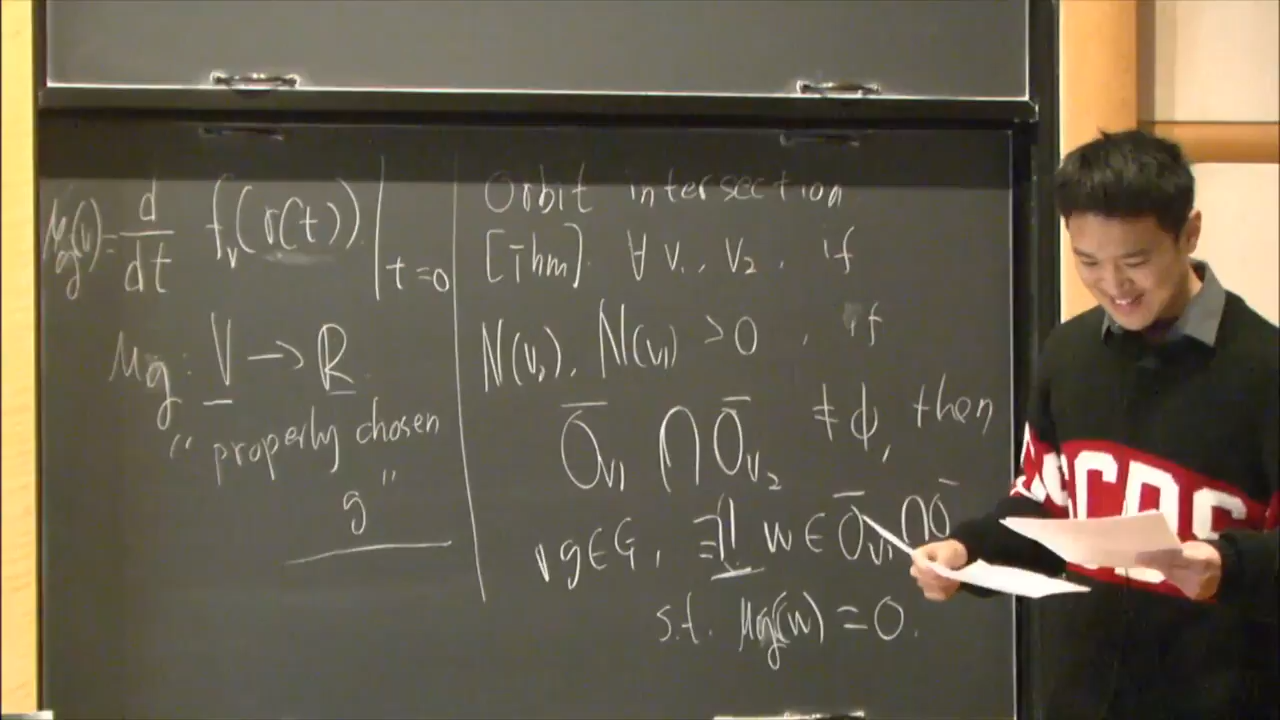 μg(v) = d/dt f_v(γ(t)) |t=0
μg : V → R
" properly chosen
g "
Orbit intersection
[Thm]. ∀ v₁, v₂, if
N(v₂), N(v₁) > 0, if
Ō_v₁ ∩ Ō_v₂ ≠ ϕ, then
∀g∈G, ∃! w ∈ Ō_v₁ ∩ Ō
s.t. μg(w) = 0.